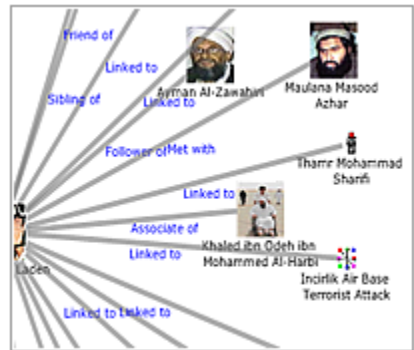 Friend of
Linked to
Sibling of
Linked to
Ayman Al-Zawahiri
Maulana Masood
Azhar
Follower of
Met with
Thamr Mohammad
Shanfi
Linked to
Associate of
Khaled ibn Odeh ibn
Mohammed Al-Harbi
Linked to
Laden
Incirlik Air Base
Terrorist Attack
Linked to
Linked to